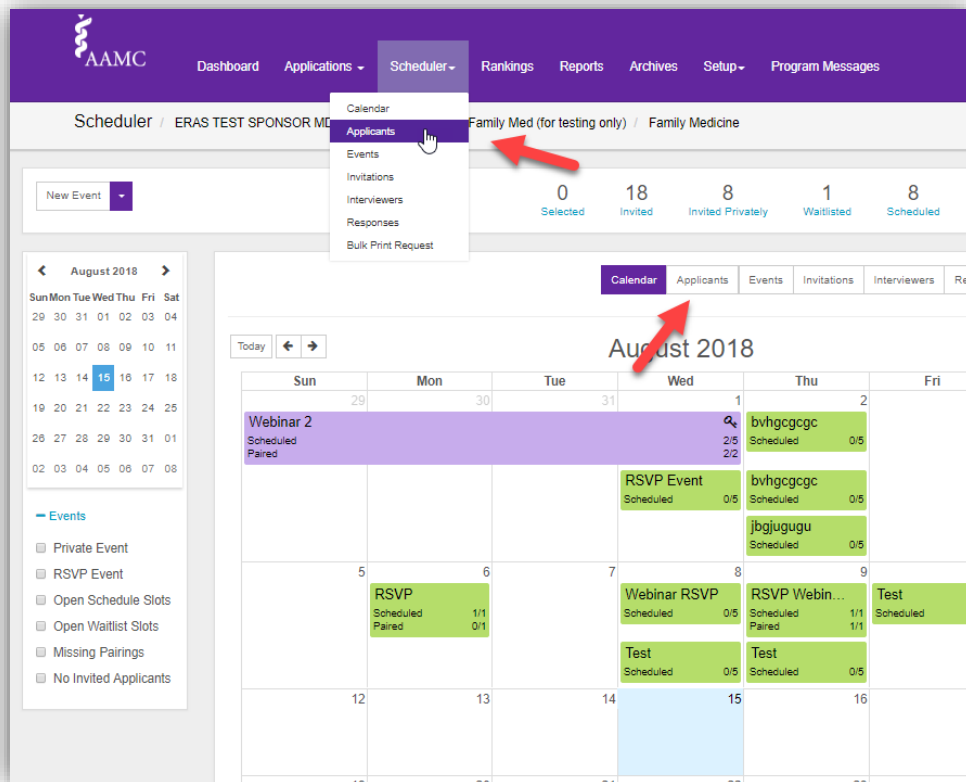 AAMC
Dashboard Applications Scheduler Rankings Reports Archives Setup Program Messages
Calendar
Applicants
Events
Invitations
Interviewers
Responses
Bulk Print Request
Scheduler / ERAS TEST SPONSOR MD Family Med (for testing only) / Family Medicine
New Event
0 18 8 1 8
Selected Invited Invited Privately Waitlisted Scheduled
August 2018
Sun Mon Tue Wed Thu Fri Sat
29 30 31 01 02 03 04
05 06 07 08 09 10 11
12 13 14 15 16 17 18
19 20 21 22 23 24 25
26 27 28 29 30 31 01
02 03 04 05 06 07 08
Events
Private Event
RSVP Event
Open Schedule Slots
Open Waitlist Slots
Missing Pairings
No Invited Applicants
Calendar Applicants Events Invitations Interviewers Re
Today
August 2018
Sun Mon Tue Wed Thu Fri
29 30 31 1 2
Webinar 2
Scheduled 2/5
Paired 2/2
bvhgcgcgc
Scheduled 0/5
RSVP Event
Scheduled 0/5
bvhgcgcgc
Scheduled 0/5
jbgjugugu
Scheduled 0/5
5 6 7 8 9
RSVP
Scheduled 1/1
Paired 0/1
Webinar RSVP
Scheduled 0/5
RSVP Webin...
Scheduled 1/1
Paired 1/1
Test
Scheduled
Test
Scheduled 0/5
Test
Scheduled 0/5
12 13 14 15 16